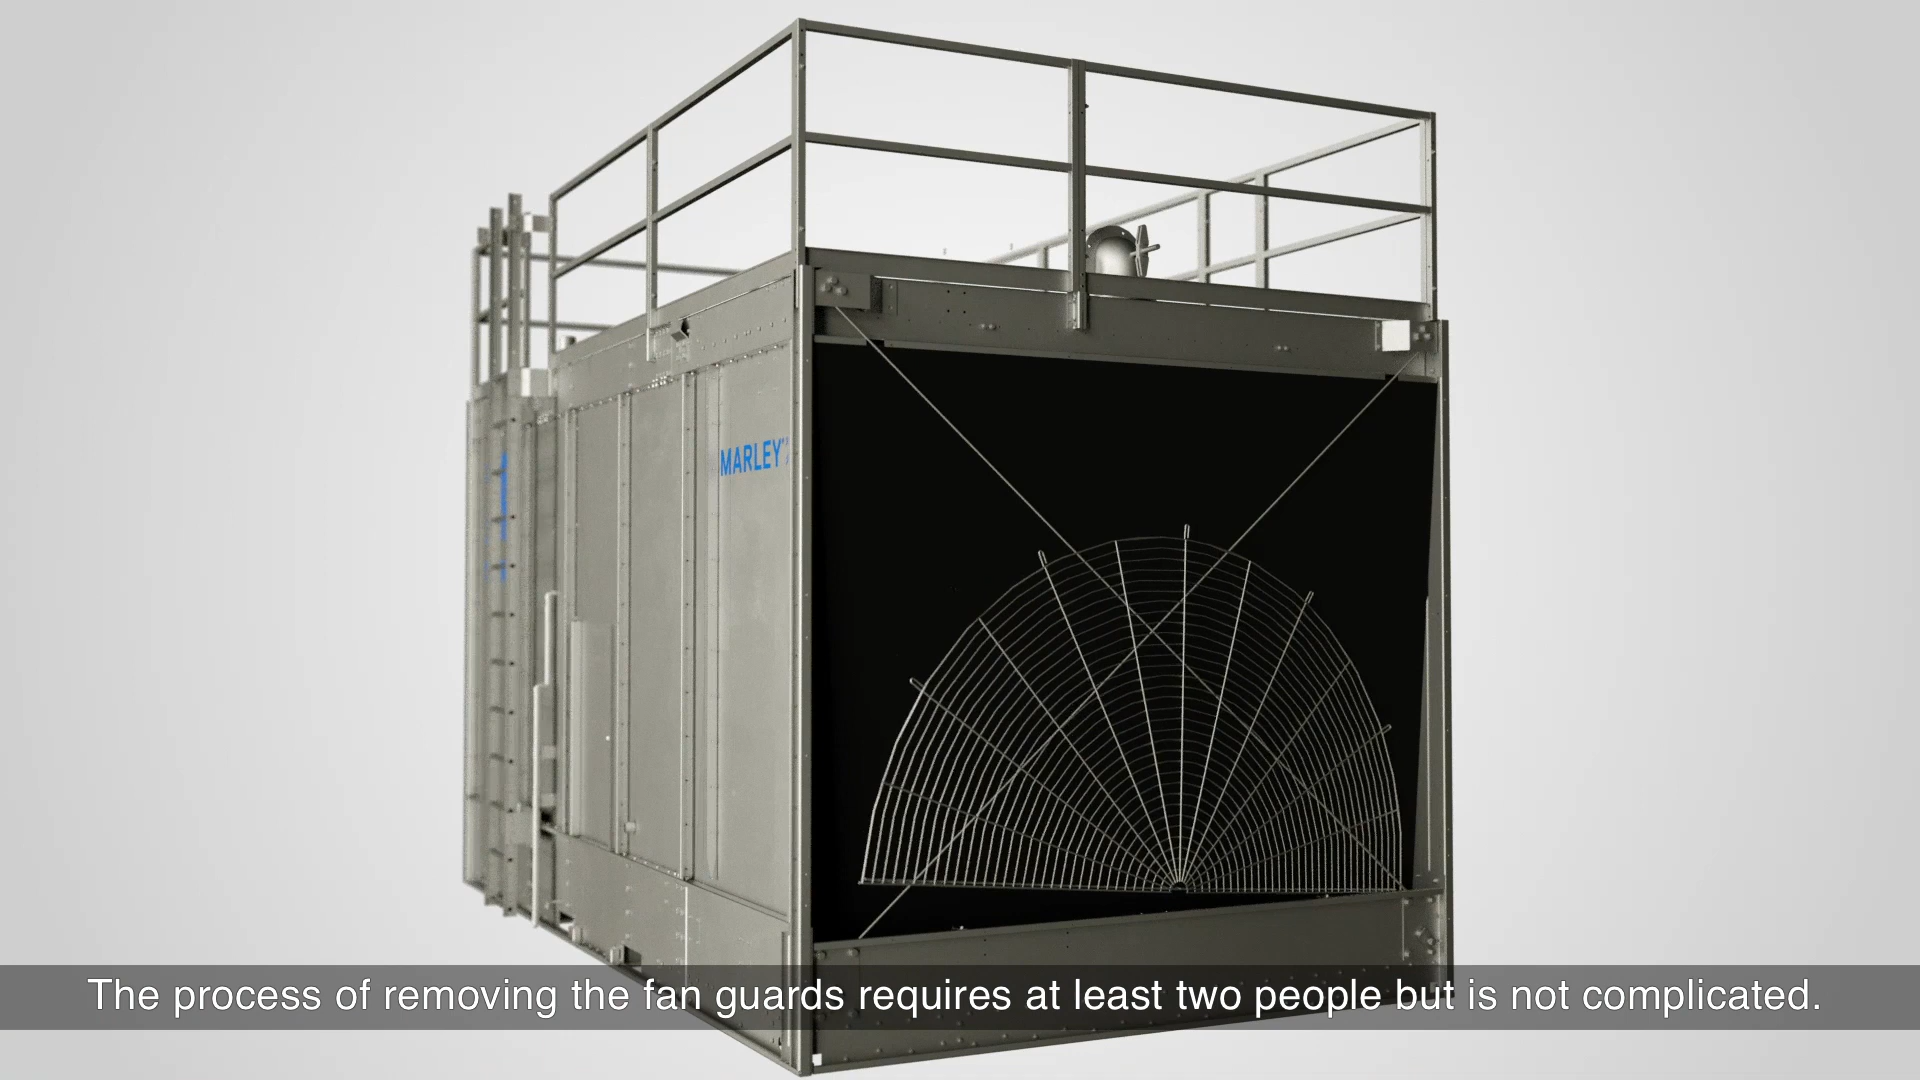 MARLEY
The process of removing the fan guards requires at least two people but is not complicated.